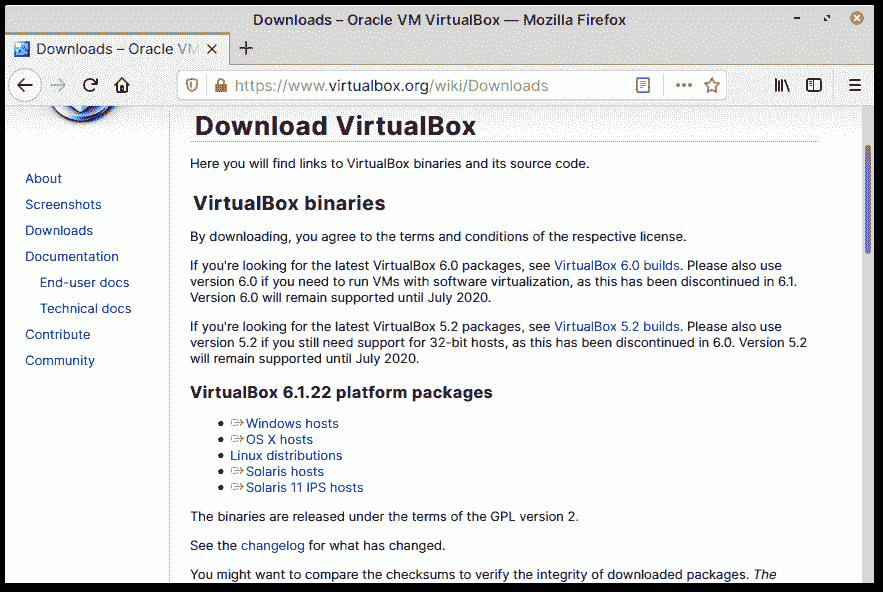 Downloads – Oracle VM VirtualBox — Mozilla Firefox
Downloads – Oracle VM
https://www.virtualbox.org/wiki/Downloads
Download VirtualBox
Here you will find links to VirtualBox binaries and its source code.
About
Screenshots
Downloads
Documentation
End-user docs
Technical docs
Contribute
Community
VirtualBox binaries
By downloading, you agree to the terms and conditions of the respective license.
If you're looking for the latest VirtualBox 6.0 packages, see VirtualBox 6.0 builds. Please also use
version 6.0 if you need to run VMs with software virtualization, as this has been discontinued in 6.1.
Version 6.0 will remain supported until July 2020.
If you're looking for the latest VirtualBox 5.2 packages, see VirtualBox 5.2 builds. Please also use
version 5.2 if you still need support for 32-bit hosts, as this has been discontinued in 6.0. Version 5.2
will remain supported until July 2020.
VirtualBox 6.1.22 platform packages
Windows hosts
OS X hosts
Linux distributions
Solaris hosts
Solaris 11 IPS hosts
The binaries are released under the terms of the GPL version 2.
See the changelog for what has changed.
You might want to compare the checksums to verify the integrity of downloaded packages. The